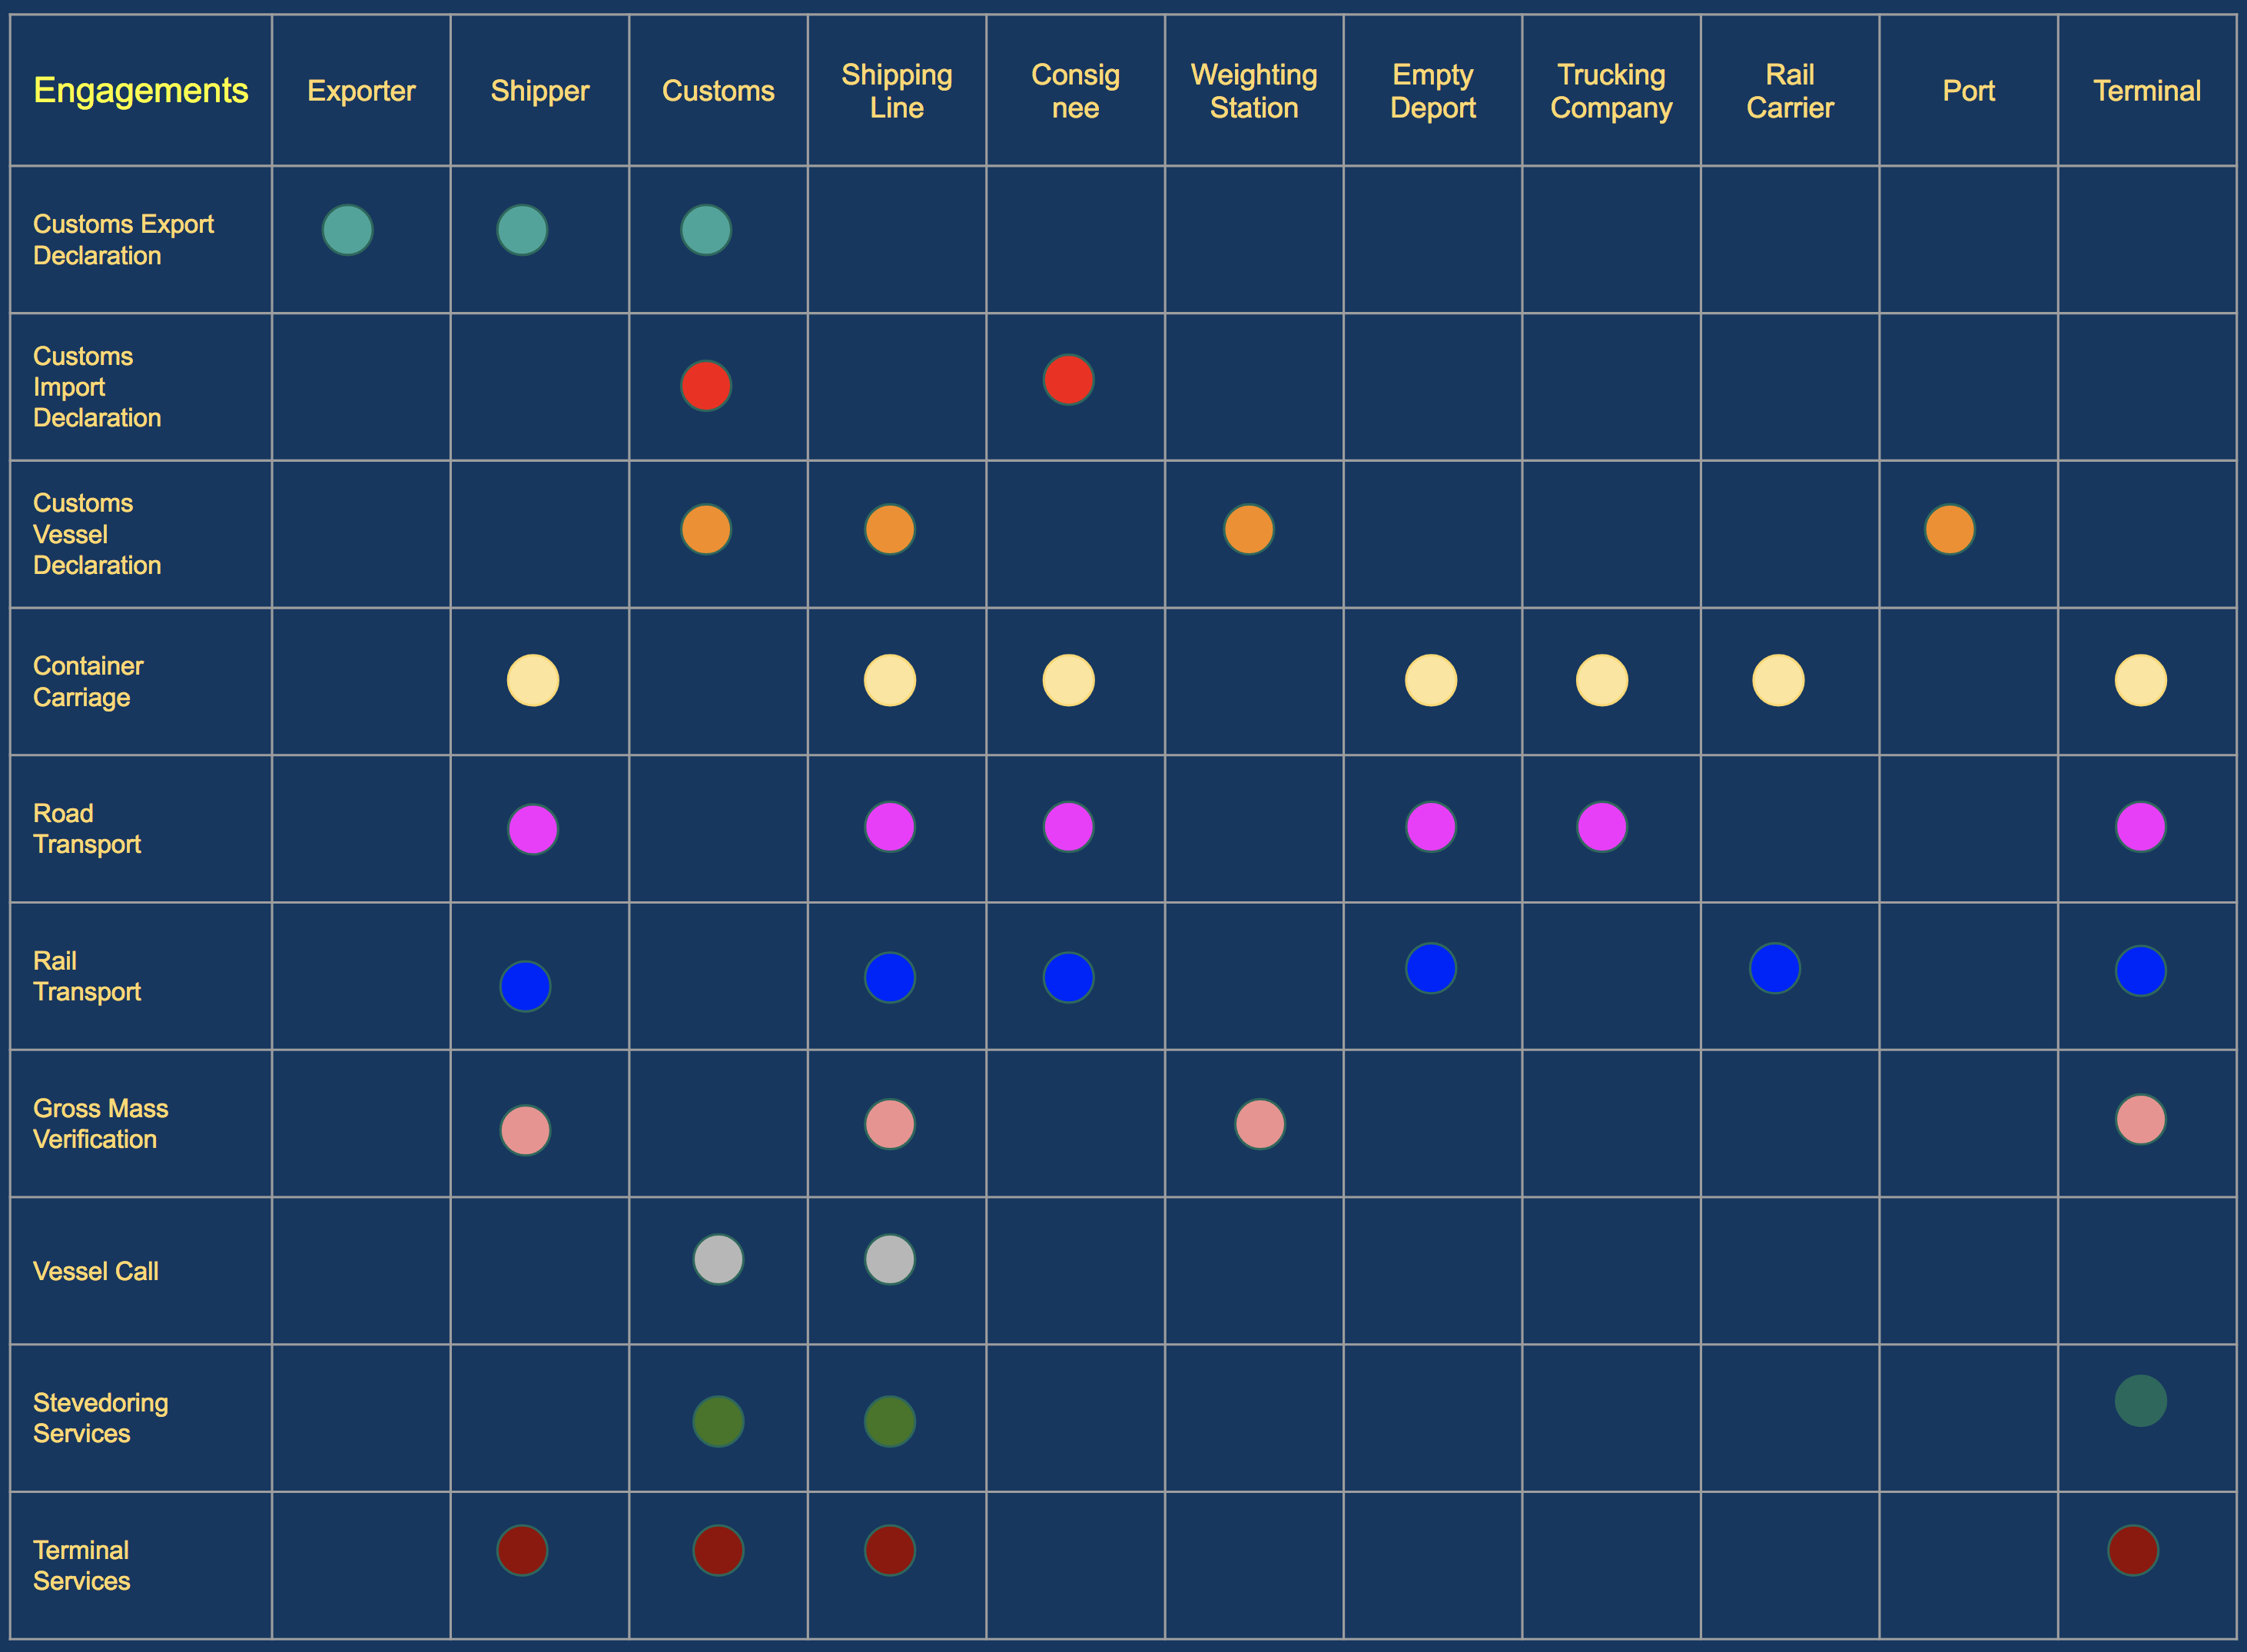 Engagements
Exporter
Shipper
Customs
Shipping
Line
Consig
nee
Weighting
Station
Empty
Deport
Trucking
Company
Rail
Carrier
Port
Terminal
Customs Export
Declaration
Customs
Import
Declaration
Customs
Vessel
Declaration
Container
Carriage
Road
Transport
Rail
Transport
Gross Mass
Verification
Vessel Call
Stevedoring
Services
Terminal
Services